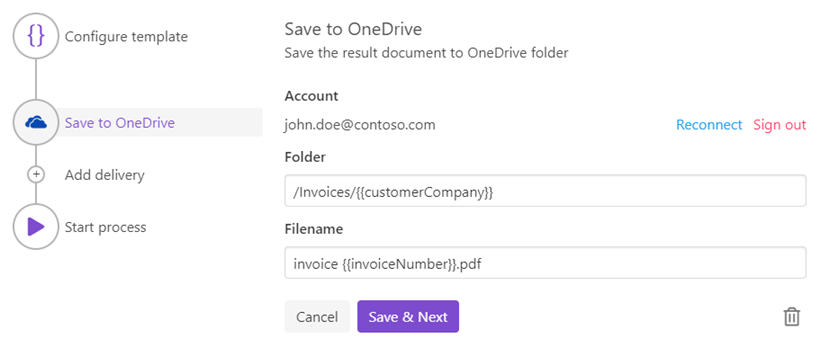 {}
Configure template
Save to OneDrive
Add delivery
Start process
Save to OneDrive
Save the result document to OneDrive folder
Account
john.doe@contoso.com
Reconnect Sign out
Folder
/Invoices/{{customerCompany}}
Filename
invoice {{invoiceNumber}}.pdf
Cancel Save & Next